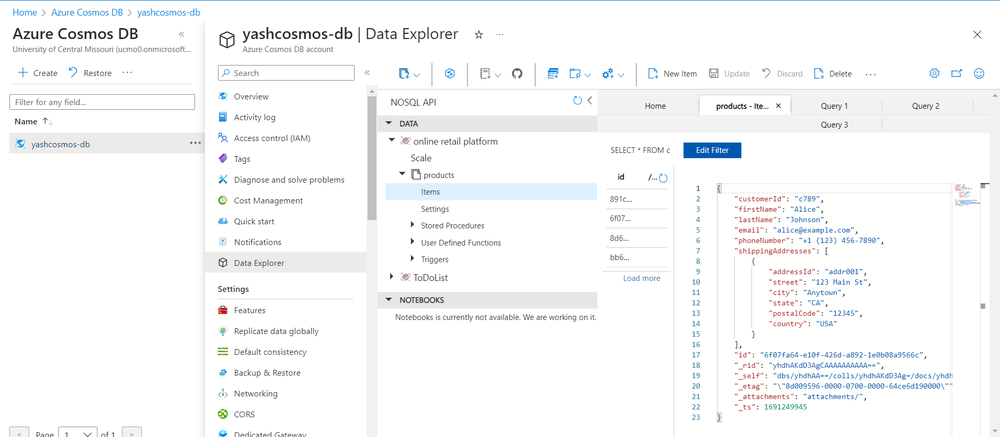 Home > Azure Cosmos DB > yashcosmos-db
Azure Cosmos DB
«
University of Central Missouri (ucmo0.onmicrosoft...
Create
Restore
...
Filter for any field...
Name ↑↓
yashcosmos-db
...
< Page 1 of 1 >
yashcosmos-db | Data Explorer
...
Azure Cosmos DB account
Search
«
Overview
Activity log
Access control (IAM)
Tags
Diagnose and solve problems
Cost Management
Quick start
Notifications
Data Explorer
Settings
Features
Replicate data globally
Default consistency
Backup & Restore
Networking
CORS
Dedicated Gateway
New Item
Update
Discard
Delete
...
NOSQL API
DATA
online retail platform
Scale
products
Items
Settings
Stored Procedures
User Defined Functions
Triggers
ToDoList
NOTEBOOKS
Notebooks is currently not available. We are working on it.
Home
products - Ite... ×
Query 1
Query 2
Query 3
SELECT * FROM c
Edit Filter
id /...
891c...
6f07...
8d6...
bb6...
Load more
1 {
2 "customerId": "c789",
3 "firstName": "Alice",
4 "lastName": "Johnson",
5 "email": "alice@example.com",
6 "phoneNumber": "+1 (123) 456-7890",
7 "shippingAddresses": [
8 {
9 "addressId": "addr001",
10 "street": "123 Main St",
11 "city": "Anytown",
12 "state": "CA",
13 "postalCode": "12345",
14 "country": "USA"
15 }
16 ],
17 "id": "6f07fa64-e10f-426d-a892-1e0b08a9566c",
18 "_rid": "yhdhAKdD3AgCAAAAAAAAAA==",
19 "_self": "dbs/yhdhAA==/colls/yhdhAKdD3Ag=/docs/yhdh
20 "_etag": "\"8d009596-0000-0700-0000-64ce6d190000\""
21 "_attachments": "attachments/",
22 "_ts": 1691249945
23 }